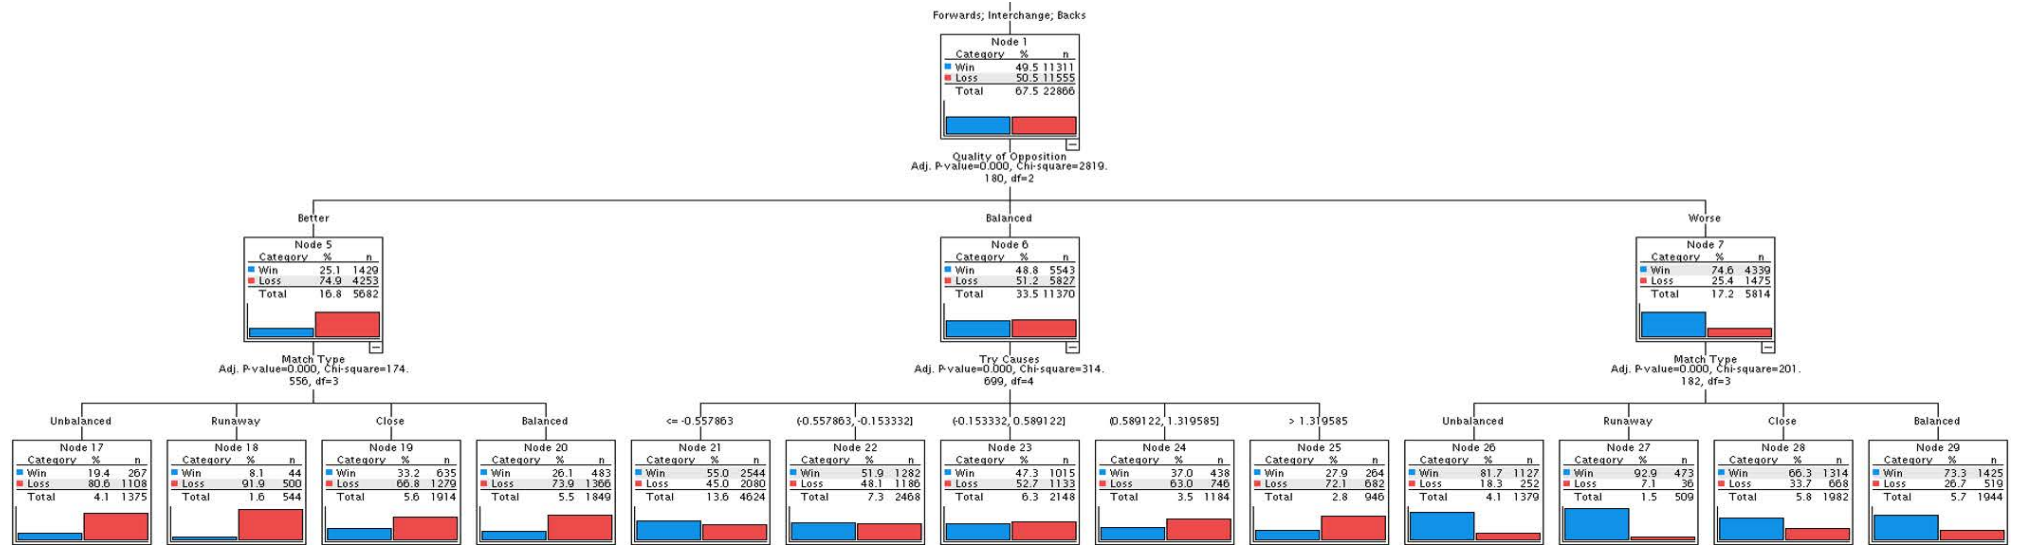 Forwards; Interchange; Backs
Node 1
Category % n
Win 49.5 11311
Loss 50.5 11555
Total 67.5 22866
Quality of Opposition
Adj. P-value=0.000, Chi-square=2819.
180, df=2
Better
Balanced
Worse
Node 5
Category % n
Win 25.1 1429
Loss 74.9 4253
Total 16.8 5682
Node 6
Category % n
Win 48.8 5543
Loss 51.2 5827
Total 33.5 11370
Node 7
Category % n
Win 74.6 4339
Loss 25.4 1475
Total 17.2 5814
Match Type
Adj. P-value=0.000, Chi-square=174.
556, df=3
Try Causes
Adj. P-value=0.000, Chi-square=314.
699, df=4
Match Type
Adj. P-value=0.000, Chi-square=201.
182, df=3
Unbalanced
Runaway
Close
Balanced
<= -0.557863
(-0.557863, -0.153332]
(-0.153332, 0.589122]
(0.589122, 1.319585]
> 1.319585
Unbalanced
Runaway
Close
Balanced
Node 17
Category % n
Win 19.4 267
Loss 80.6 1108
Total 4.1 1375
Node 18
Category % n
Win 8.1 44
Loss 91.9 500
Total 1.6 544
Node 19
Category % n
Win 33.2 635
Loss 66.8 1279
Total 5.6 1914
Node 20
Category % n
Win 26.1 483
Loss 73.9 1366
Total 5.5 1849
Node 21
Category % n
Win 55.0 2544
Loss 45.0 2080
Total 13.6 4624
Node 22
Category % n
Win 51.9 1282
Loss 48.1 1186
Total 7.3 2468
Node 23
Category % n
Win 47.3 1015
Loss 52.7 1133
Total 6.3 2148
Node 24
Category % n
Win 37.0 438
Loss 63.0 746
Total 3.5 1184
Node 25
Category % n
Win 27.9 264
Loss 72.1 682
Total 2.8 946
Node 26
Category % n
Win 81.7 1127
Loss 18.3 252
Total 4.1 1379
Node 27
Category % n
Win 92.9 473
Loss 7.1 36
Total 1.5 509
Node 28
Category % n
Win 66.3 1314
Loss 33.7 668
Total 5.8 1982
Node 29
Category % n
Win 73.3 1425
Loss 26.7 519
Total 5.7 1944